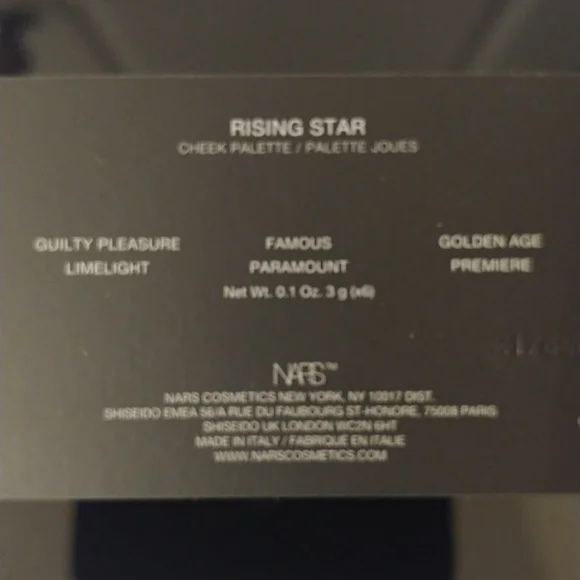 RISING STAR
CHEEK PALETTE / PALETTE JOUES
GUILTY PLEASURE FAMOUS GOLDEN AGE
LIMELIGHT PARAMOUNT PREMIERE
Net Wt. 0.1 Oz. 3 g (x6)
NARS™
NARS COSMETICS NEW YORK, NY 10017 DIST.
SHISEIDO EMEA 56/A RUE DU FAUBOURG ST-HONORE, 75008 PARIS
SHISEIDO UK LONDON WC2N 6HT
MADE IN ITALY / FABRIQUE EN ITALIE
WWW.NARSCOSMETICS.COM